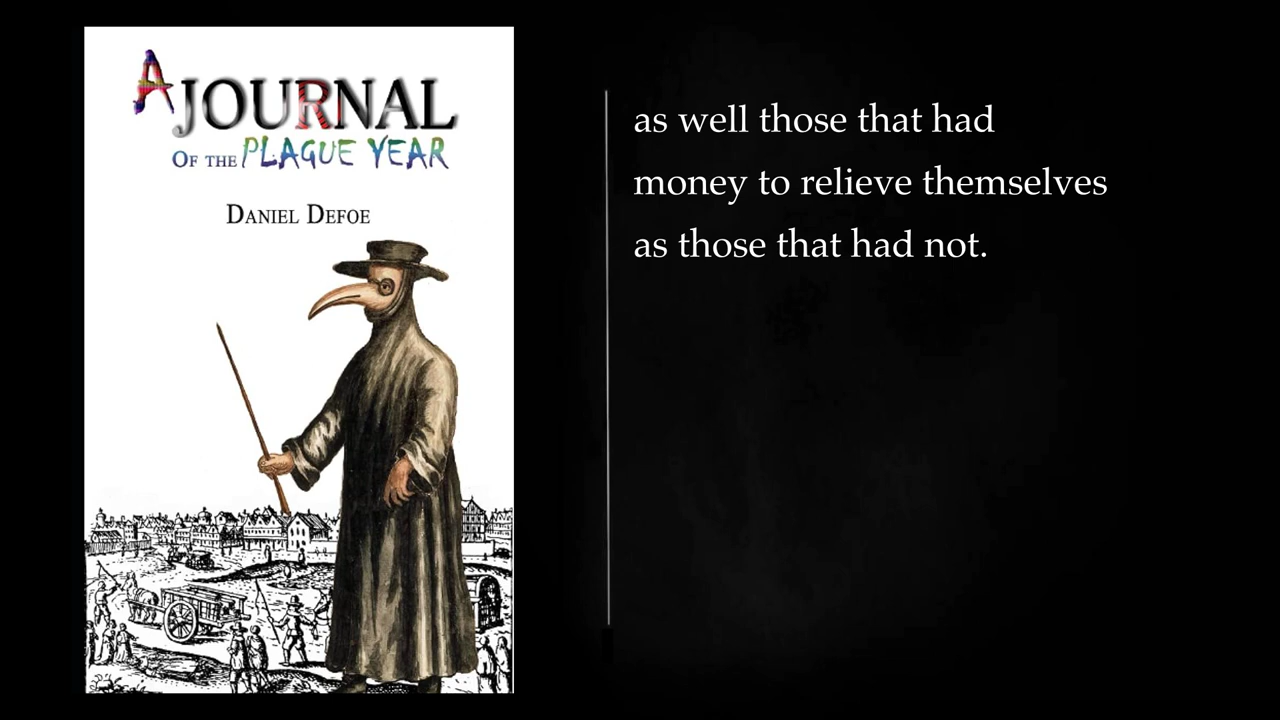 A JOURNAL
OF THE PLAGUE YEAR
DANIEL DEFOE
as well those that had
money to relieve themselves
as those that had not.